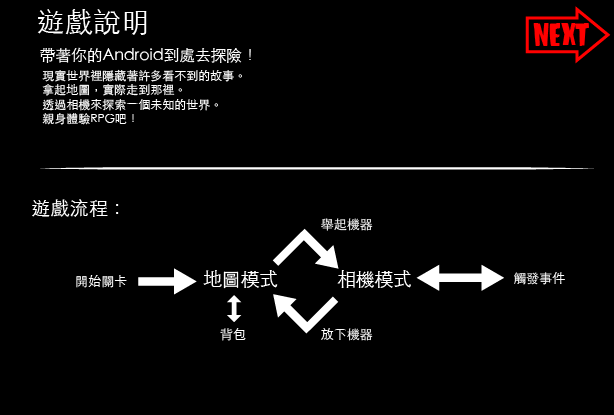 遊戲說明
NEXT
帶著你的Android到處去探險！
現實世界裡隱藏著許多看不到的故事。
拿起地圖，實際走到那裡。
透過相機來探索一個未知的世界。
親身體驗RPG吧！
遊戲流程：
舉起機器
開始關卡
地圖模式
相機模式
觸發事件
背包
放下機器